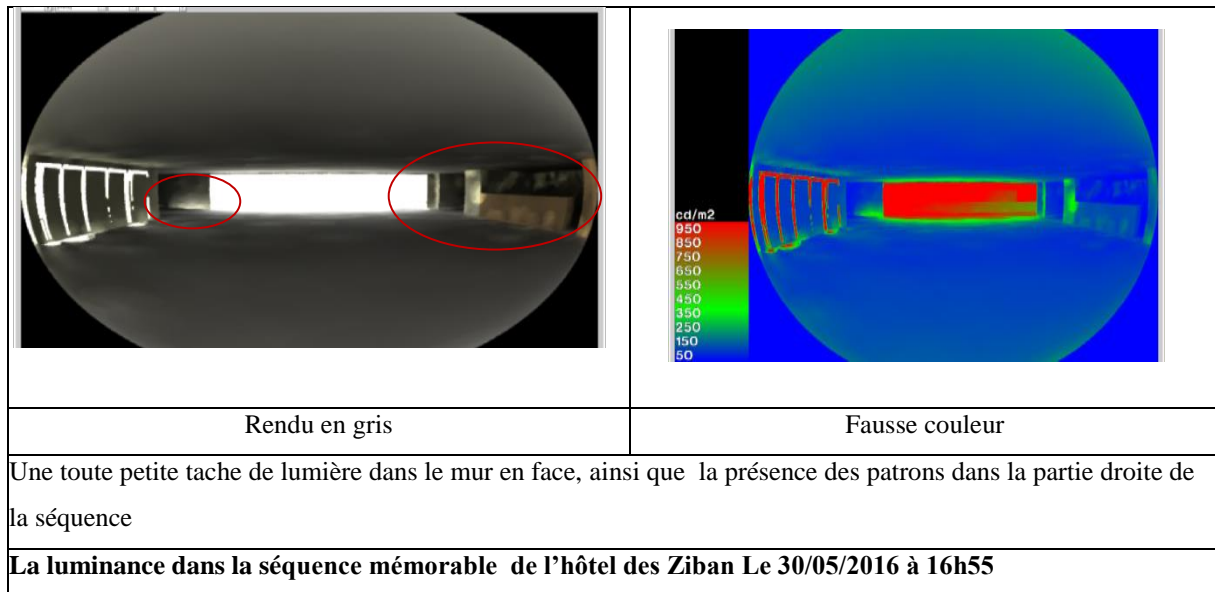 cd/m2
950
850
750
650
550
450
350
250
150
50
Rendu en gris
Fausse couleur
Une toute petite tache de lumière dans le mur en face, ainsi que la présence des patrons dans la partie droite de
la séquence
La luminance dans la séquence mémorable de l’hôtel des Ziban Le 30/05/2016 à 16h55